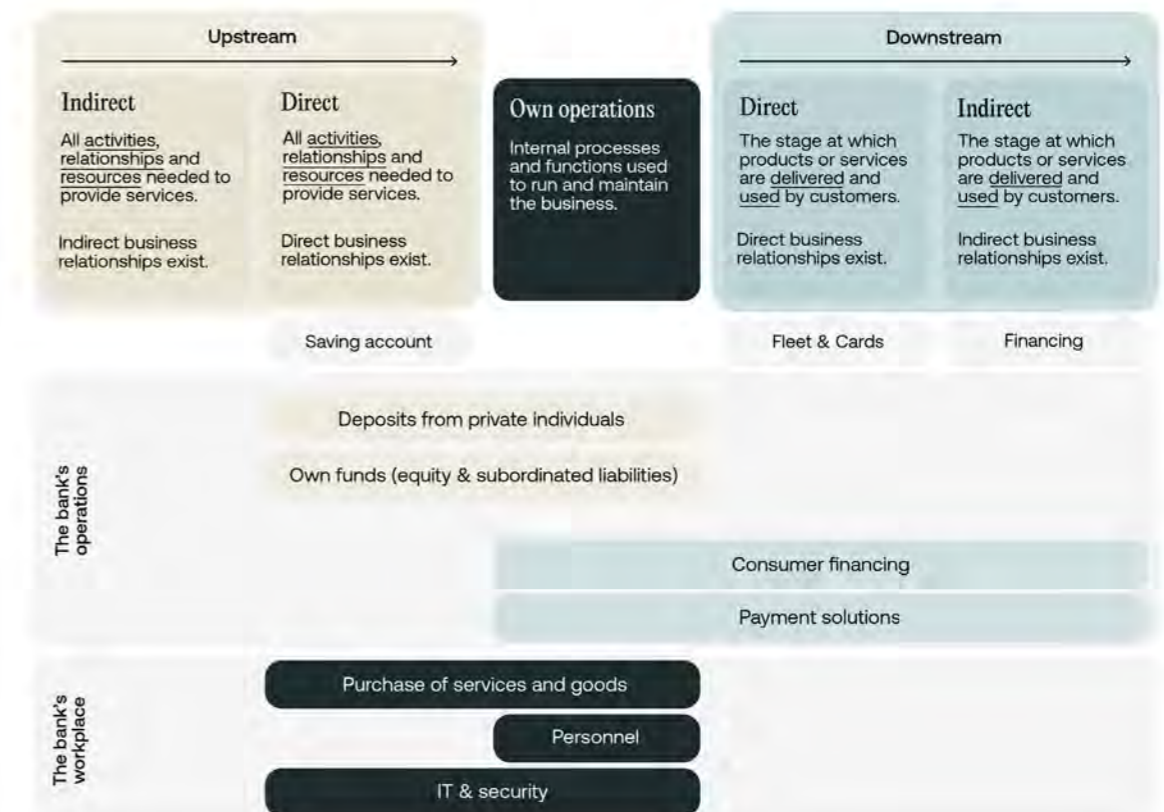 Upstream
Indirect
All activities,
relationships and
resources needed to
provide services.
Indirect business
relationships exist.
Direct
All activities,
relationships and
resources needed to
provide services.
Direct business
relationships exist.
Own operations
Internal processes
and functions used
to run and maintain
the business.
Downstream
Direct
The stage at which
products or services
are delivered and
used by customers.
Direct business
relationships exist.
Indirect
The stage at which
products or services
are delivered and
used by customers.
Indirect business
relationships exist.
Saving account
Fleet & Cards
Financing
The bank's
operations
Deposits from private individuals
Own funds (equity & subordinated liabilities)
Consumer financing
Payment solutions
The bank's
workplace
Purchase of services and goods
Personnel
IT & security